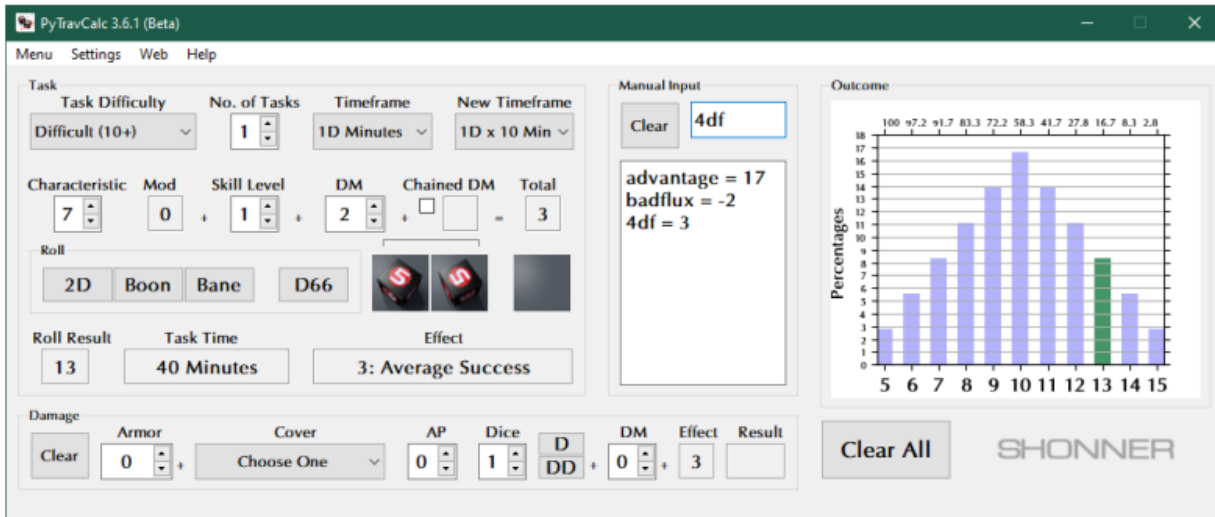 PyTravCalc 3.6.1 (Beta)
Menu Settings Web Help
Task
Task Difficulty No. of Tasks Timeframe New Timeframe
Difficult (10+) 1 1D Minutes 1D x 10 Min
Characteristic Mod Skill Level DM Chained DM Total
7 0 + 1 + 2 + = 3
Roll
2D Boon Bane D66
5 5
Roll Result Task Time Effect
13 40 Minutes 3: Average Success
Manual Input
Clear 4df
advantage = 17
badflux = -2
4df = 3
Outcome
100 97.2 91.7 83.3 72.2 58.3 41.7 27.8 16.7 8.3 2.8
18
17
16
15
14
13
12
11
10
9
8
7
6
5
4
3
2
1
0
Percentages
5 6 7 8 9 10 11 12 13 14 15
Damage
Armor Cover AP Dice DM Effect Result
Clear 0 + Choose One 0 1 D DD + 0 + 3
Clear All
SHONNER